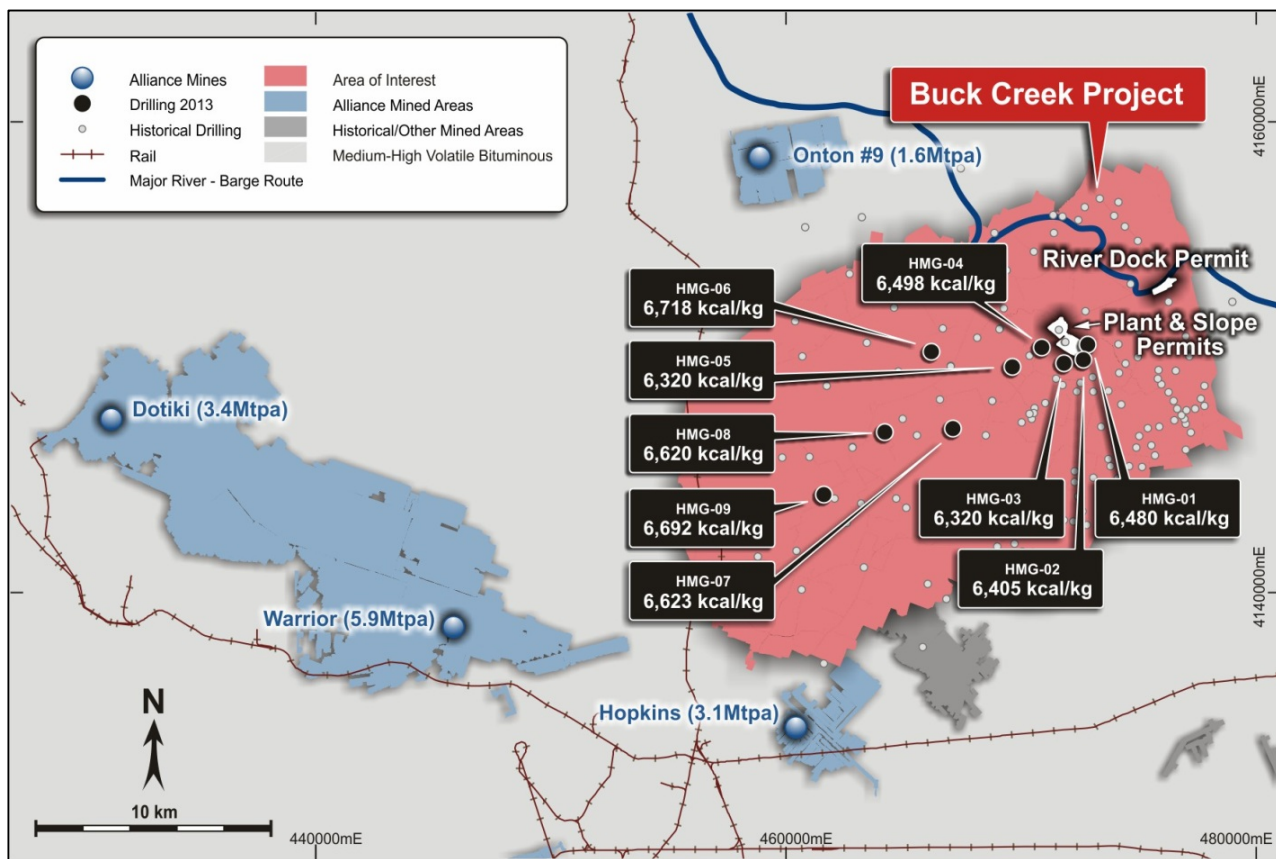 Alliance Mines
Drilling 2013
Historical Drilling
Rail
Major River - Barge Route
Area of Interest
Alliance Mined Areas
Historical/Other Mined Areas
Medium-High Volatile Bituminous
Buck Creek Project
4160000mE
Onton #9 (1.6Mtpa)
HMG-04
6,498 kcal/kg
River Dock Permit
HMG-06
6,718 kcal/kg
Plant & Slope
Permits
HMG-05
6,320 kcal/kg
Dotiki (3.4Mtpa)
HMG-08
6,620 kcal/kg
HMG-09
6,692 kcal/kg
HMG-03
6,320 kcal/kg
HMG-01
6,480 kcal/kg
HMG-02
6,405 kcal/kg
HMG-07
6,623 kcal/kg
4140000mE
Warrior (5.9Mtpa)
Hopkins (3.1Mtpa)
N
10 km
440000mE
460000mE
480000mE